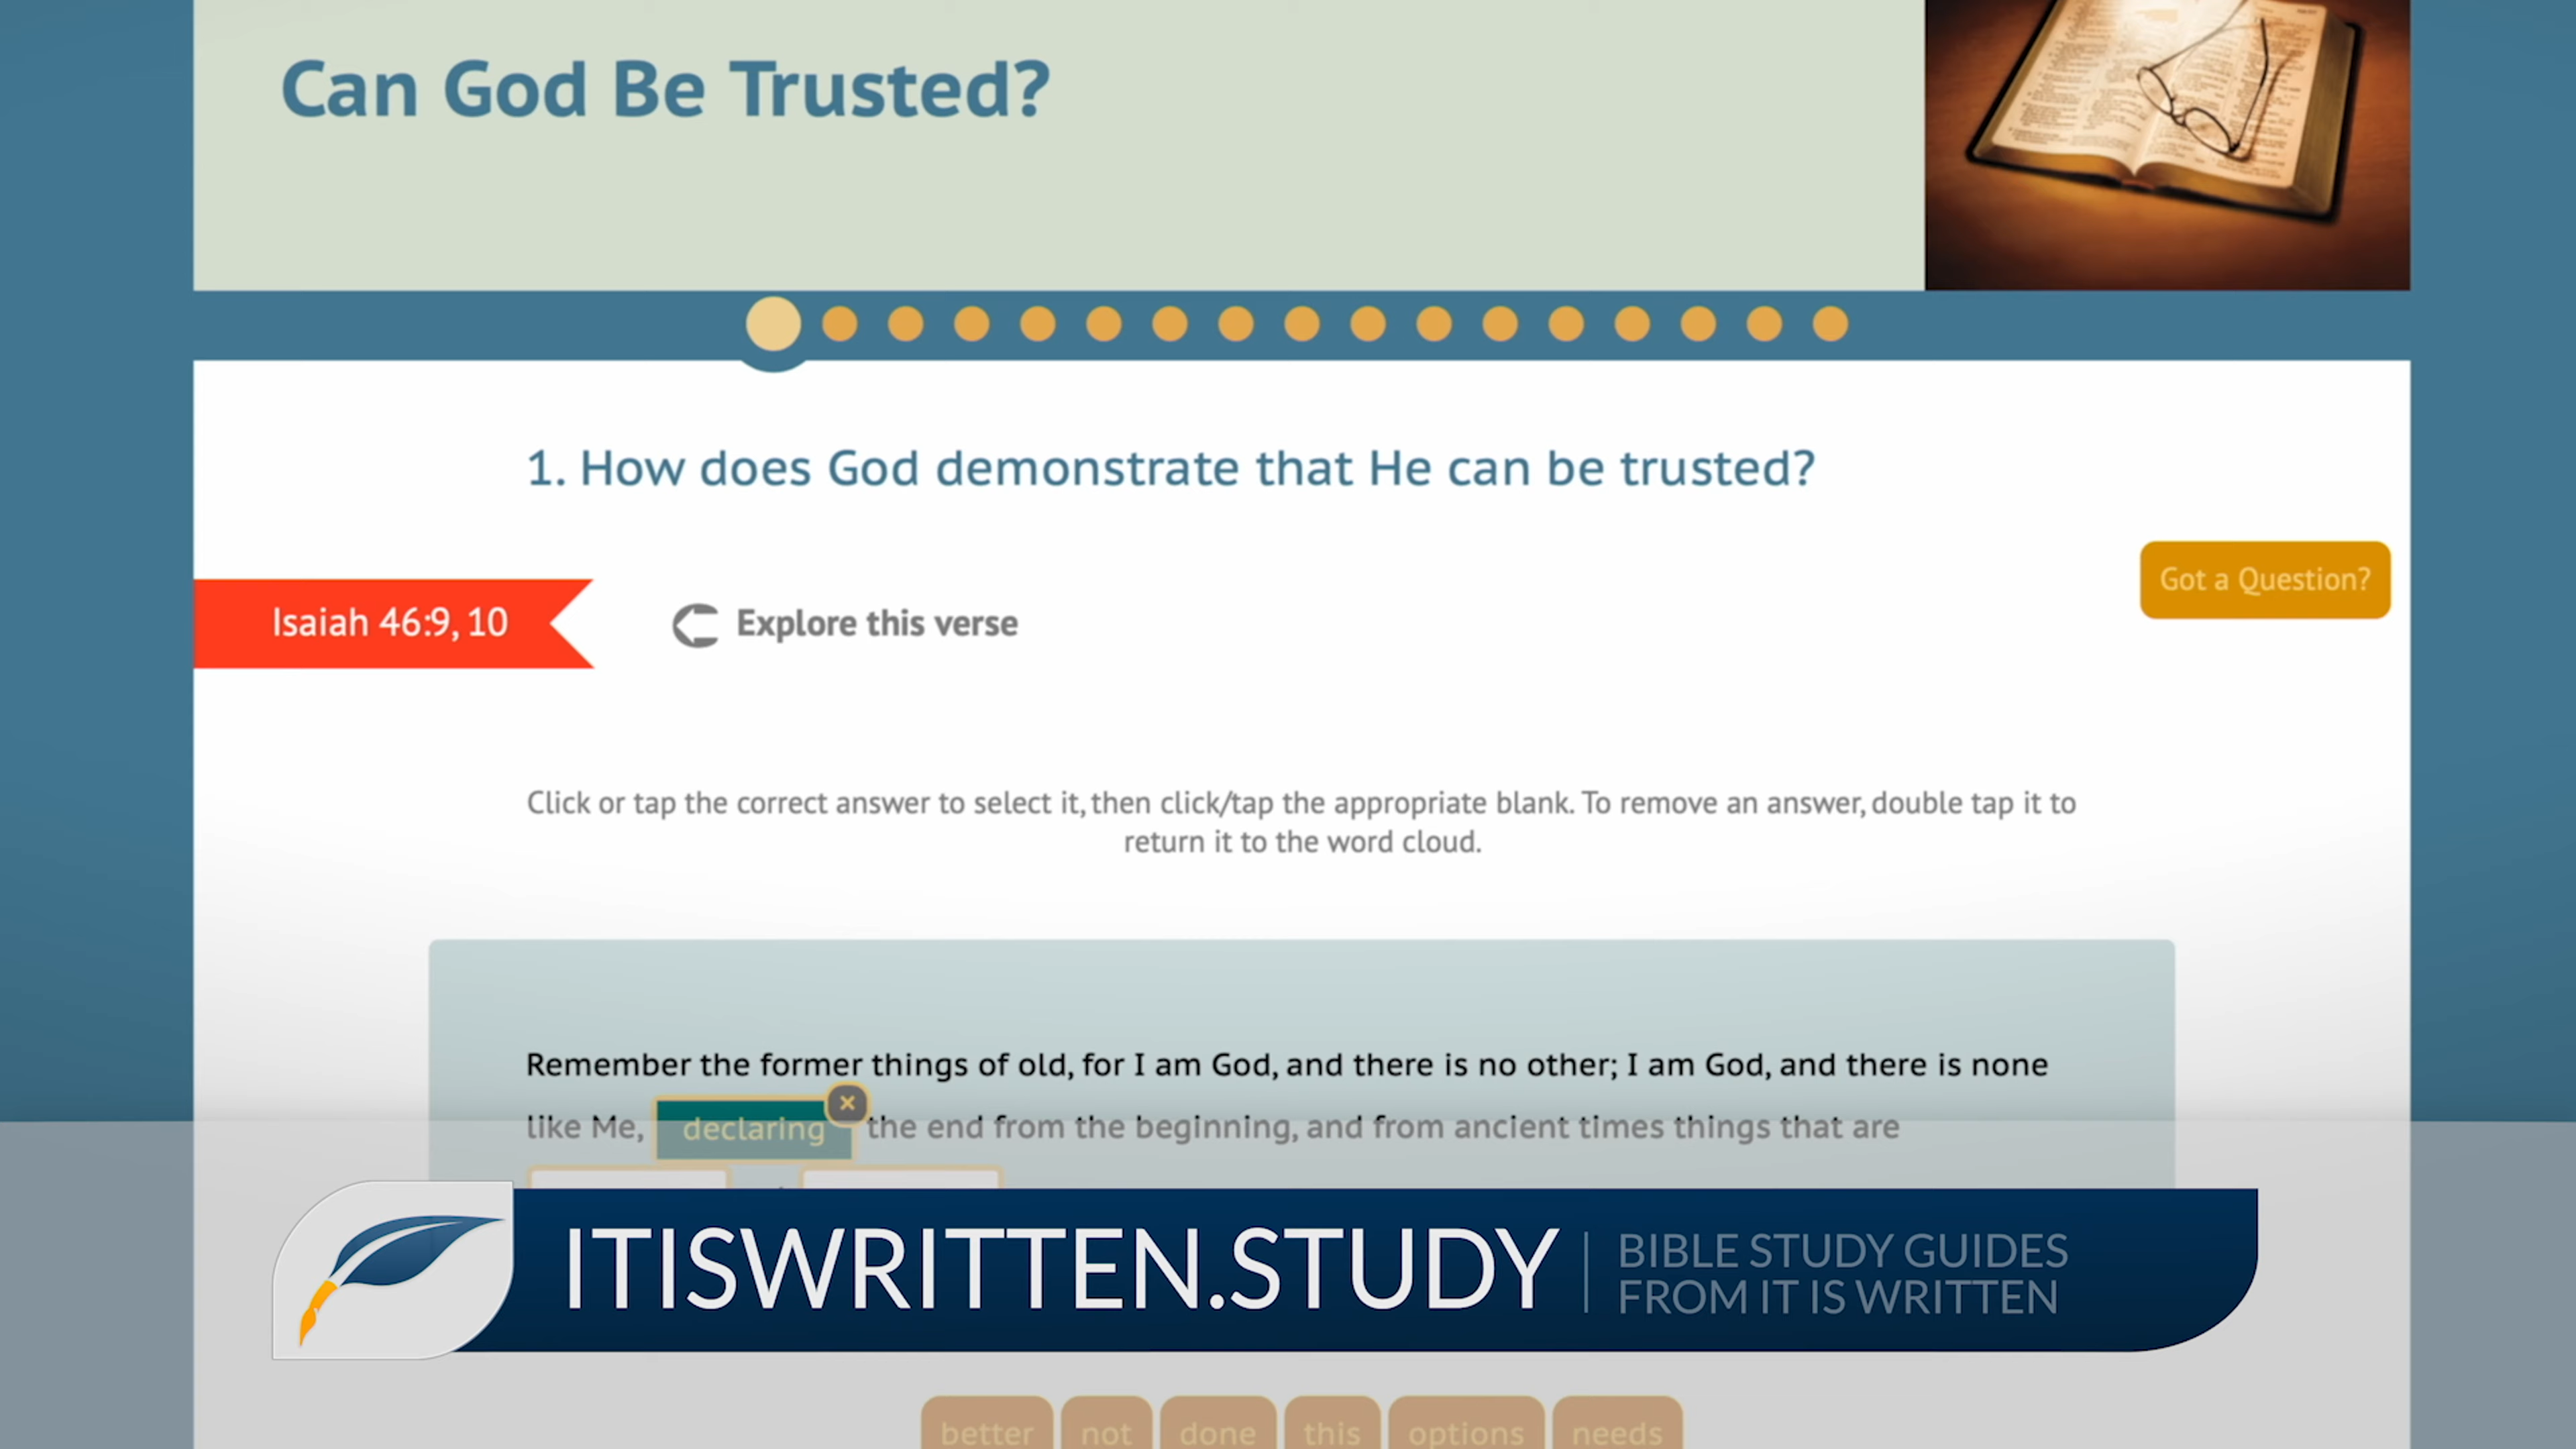 Can God Be Trusted?
1. How does God demonstrate that He can be trusted?
Got a Question?
Isaiah 46:9, 10
Explore this verse
Click or tap the correct answer to select it, then click/tap the appropriate blank. To remove an answer, double tap it to
return it to the word cloud.
Remember the former things of old, for I am God, and there is no other; I am God, and there is none
like Me, declaring the end from the beginning, and from ancient times things that are
ITISWRITTEN.STUDY
BIBLE STUDY GUIDES
FROM IT IS WRITTEN
better not done this options needs